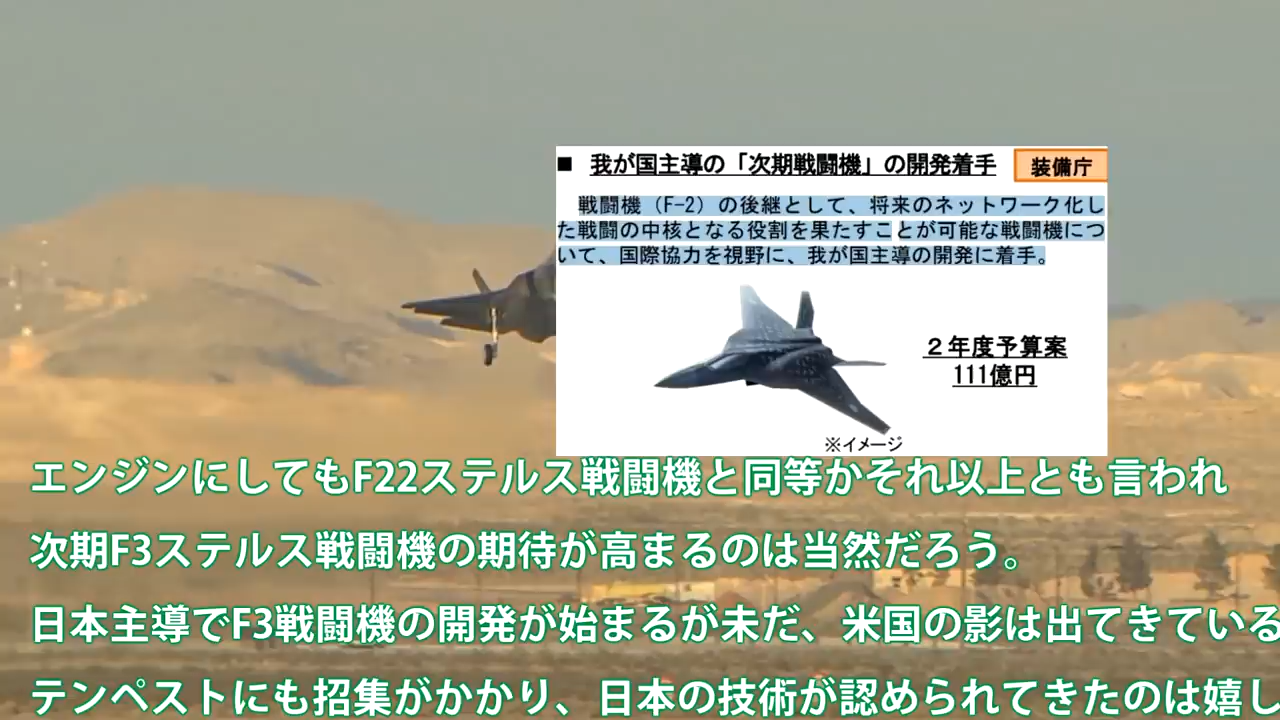 ■ 我が国主導の「次期戦闘機」の開発着手
装備庁
戦闘機（F-2）の後継として、将来のネットワーク化し
た戦闘の中核となる役割を果たすことが可能な戦闘機につ
いて、国際協力を視野に、我が国主導の開発に着手。
２年度予算案
111億円
※イメージ
エンジンにしてもF22ステルス戦闘機と同等かそれ以上とも言われ
次期F3ステルス戦闘機の期待が高まるのは当然だろう。
日本主導でF3戦闘機の開発が始まるが未だ、米国の影は出てきている
テンペストにも招集がかかり、日本の技術が認められてきたのは嬉し